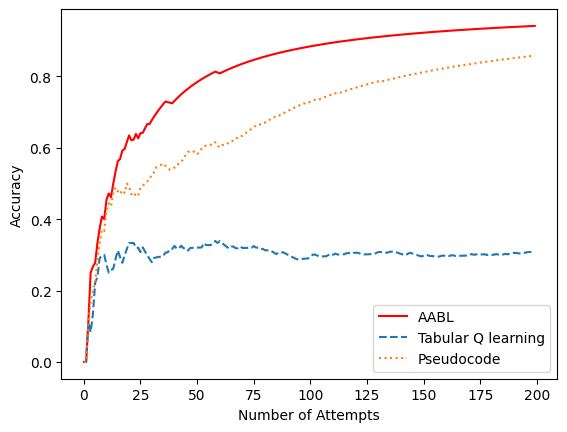 0.8
0.6
0.4
0.2
0.0
Accuracy
0 25 50 75 100 125 150 175 200
Number of Attempts
AABL
Tabular Q learning
Pseudocode